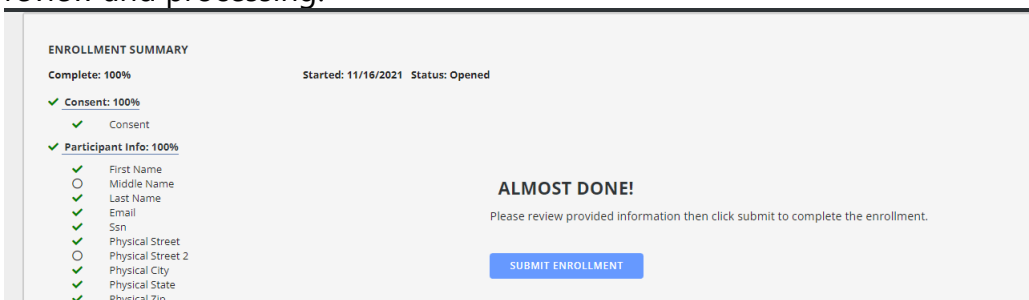 review and processing.
ENROLLMENT SUMMARY
Complete: 100%
Started: 11/16/2021 Status: Opened
Consent: 100%
Consent
Participant Info: 100%
First Name
Middle Name
Last Name
Email
Ssn
Physical Street
Physical Street 2
Physical City
Physical State
Physical Zip
ALMOST DONE!
Please review provided information then click submit to complete the enrollment.
SUBMIT ENROLLMENT